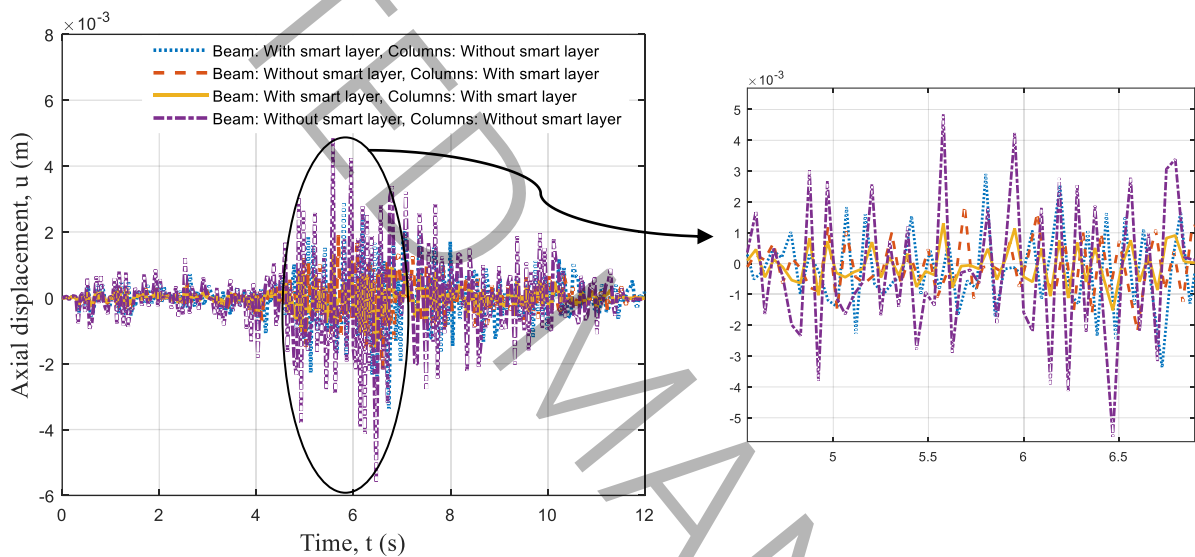 ×10⁻³
8
6
4
2
0
-2
-4
-6
Axial displacement, u (m)
Beam: With smart layer, Columns: Without smart layer
Beam: Without smart layer, Columns: With smart layer
Beam: With smart layer, Columns: With smart layer
Beam: Without smart layer, Columns: Without smart layer
0 2 4 6 8 10 12
Time, t (s)
×10⁻³
5
4
3
2
1
0
-1
-2
-3
-4
-5
5 5.5 6 6.5
TED MAN